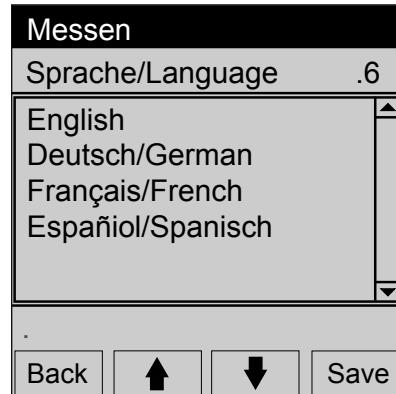 Messen
Sprache/Language .6
English
Deutsch/German
Français/French
Españiol/Spanisch
.
Back Save